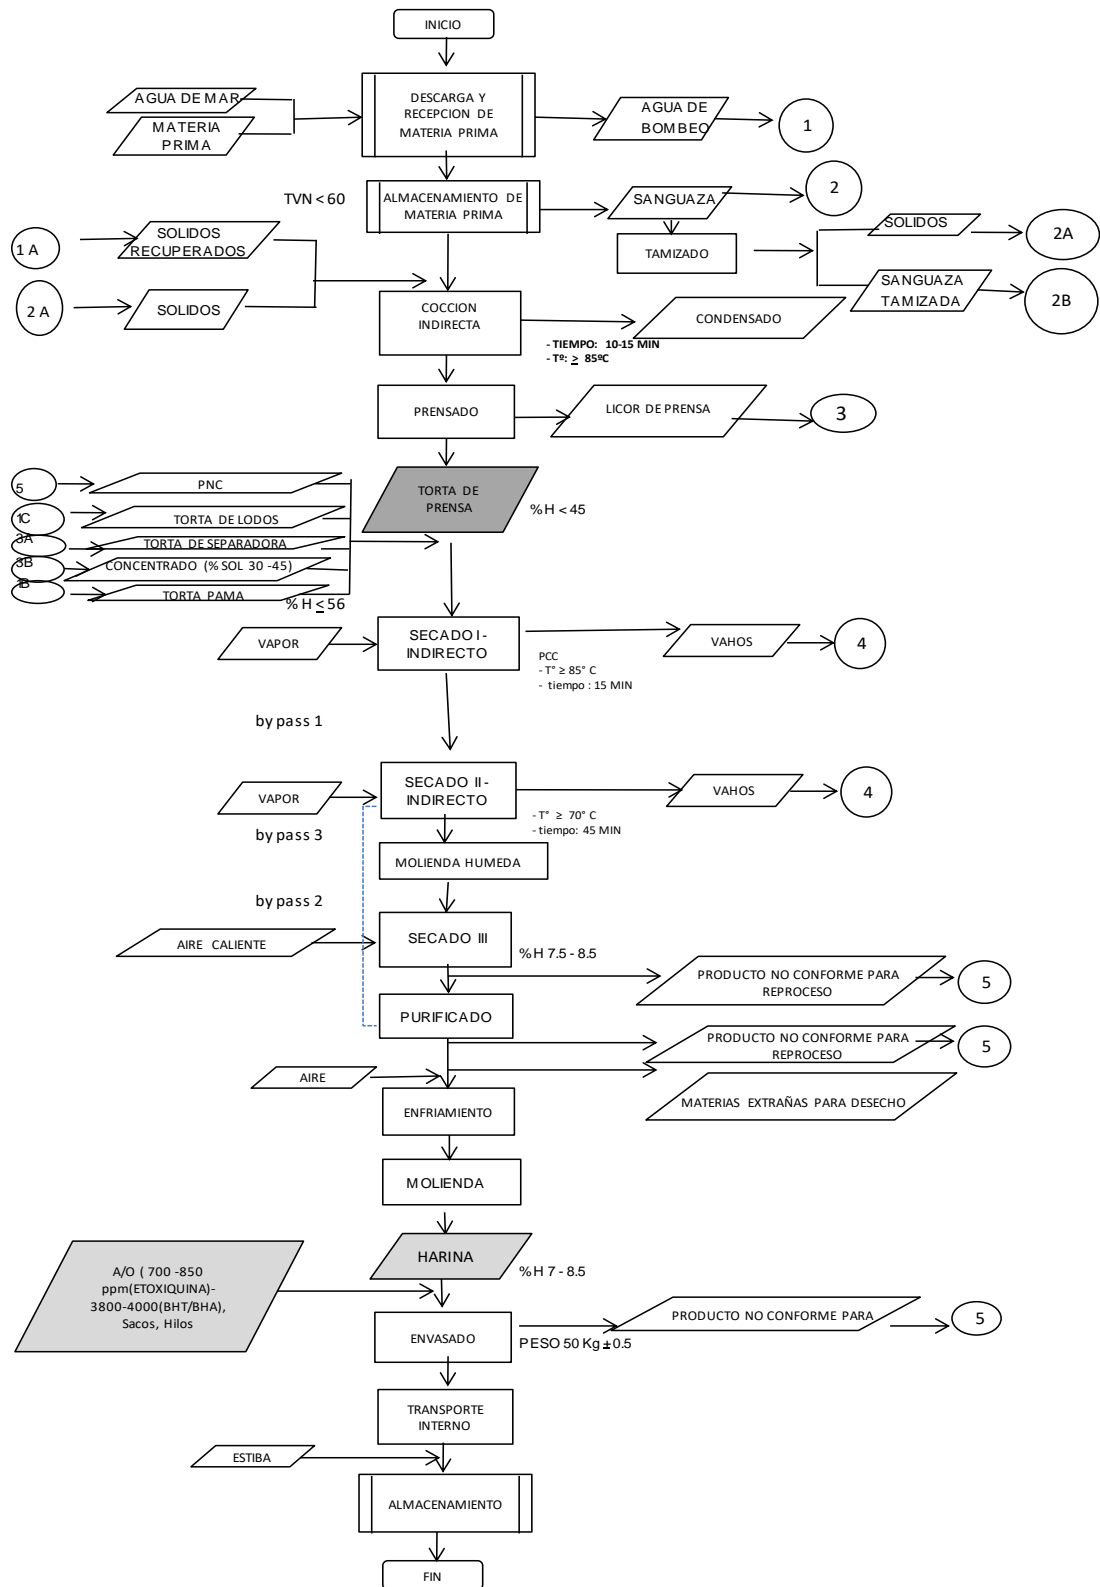 INICIO
AGUA DE MAR
MATERIA
PRIMA
DESCARGA Y
RECEPCION DE
MATERIA PRIMA
AGUA DE
BOMBEO
1
TVN < 60
ALMACENAMIENTO DE
MATERIA PRIMA
SANGUAZA
2
TAMIZADO
SOLIDOS
2A
SANGUAZA
TAMIZADA
2B
1 A
SOLIDOS
RECUPERADOS
2 A
SOLIDOS
COCCION
INDIRECTA
CONDENSADO
- TIEMPO: 10-15 MIN
- Tº: ≥ 85ºC
PRENSADO
LICOR DE PRENSA
3
TORTA DE
PRENSA
%H < 45
5
PNC
1C
TORTA DE LODOS
3A
TORTA DE SEPARADORA
3B
CONCENTRADO (% SOL 30 -45)
1B
TORTA PAMA
% H ≤ 56
VAPOR
SECADO I -
INDIRECTO
VAHOS
4
PCC
- T° ≥ 85° C
- tiempo : 15 MIN
by pass 1
VAPOR
SECADO II -
INDIRECTO
VAHOS
4
- T° ≥ 70° C
- tiempo: 45 MIN
by pass 3
MOLIENDA HUMEDA
by pass 2
AIRE CALIENTE
SECADO III
%H 7.5 - 8.5
PRODUCTO NO CONFORME PARA
REPROCESO
5
PURIFICADO
PRODUCTO NO CONFORME PARA
REPROCESO
5
AIRE
MATERIAS EXTRAÑAS PARA DESECHO
ENFRIAMIENTO
MOLIENDA
HARINA
%H 7 - 8.5
A/O ( 700 -850
ppm(ETOXIQUINA)-
3800-4000(BHT/BHA),
Sacos, Hilos
ENVASADO
PRODUCTO NO CONFORME PARA
5
PESO 50 Kg ± 0.5
TRANSPORTE
INTERNO
ESTIBA
ALMACENAMIENTO
FIN